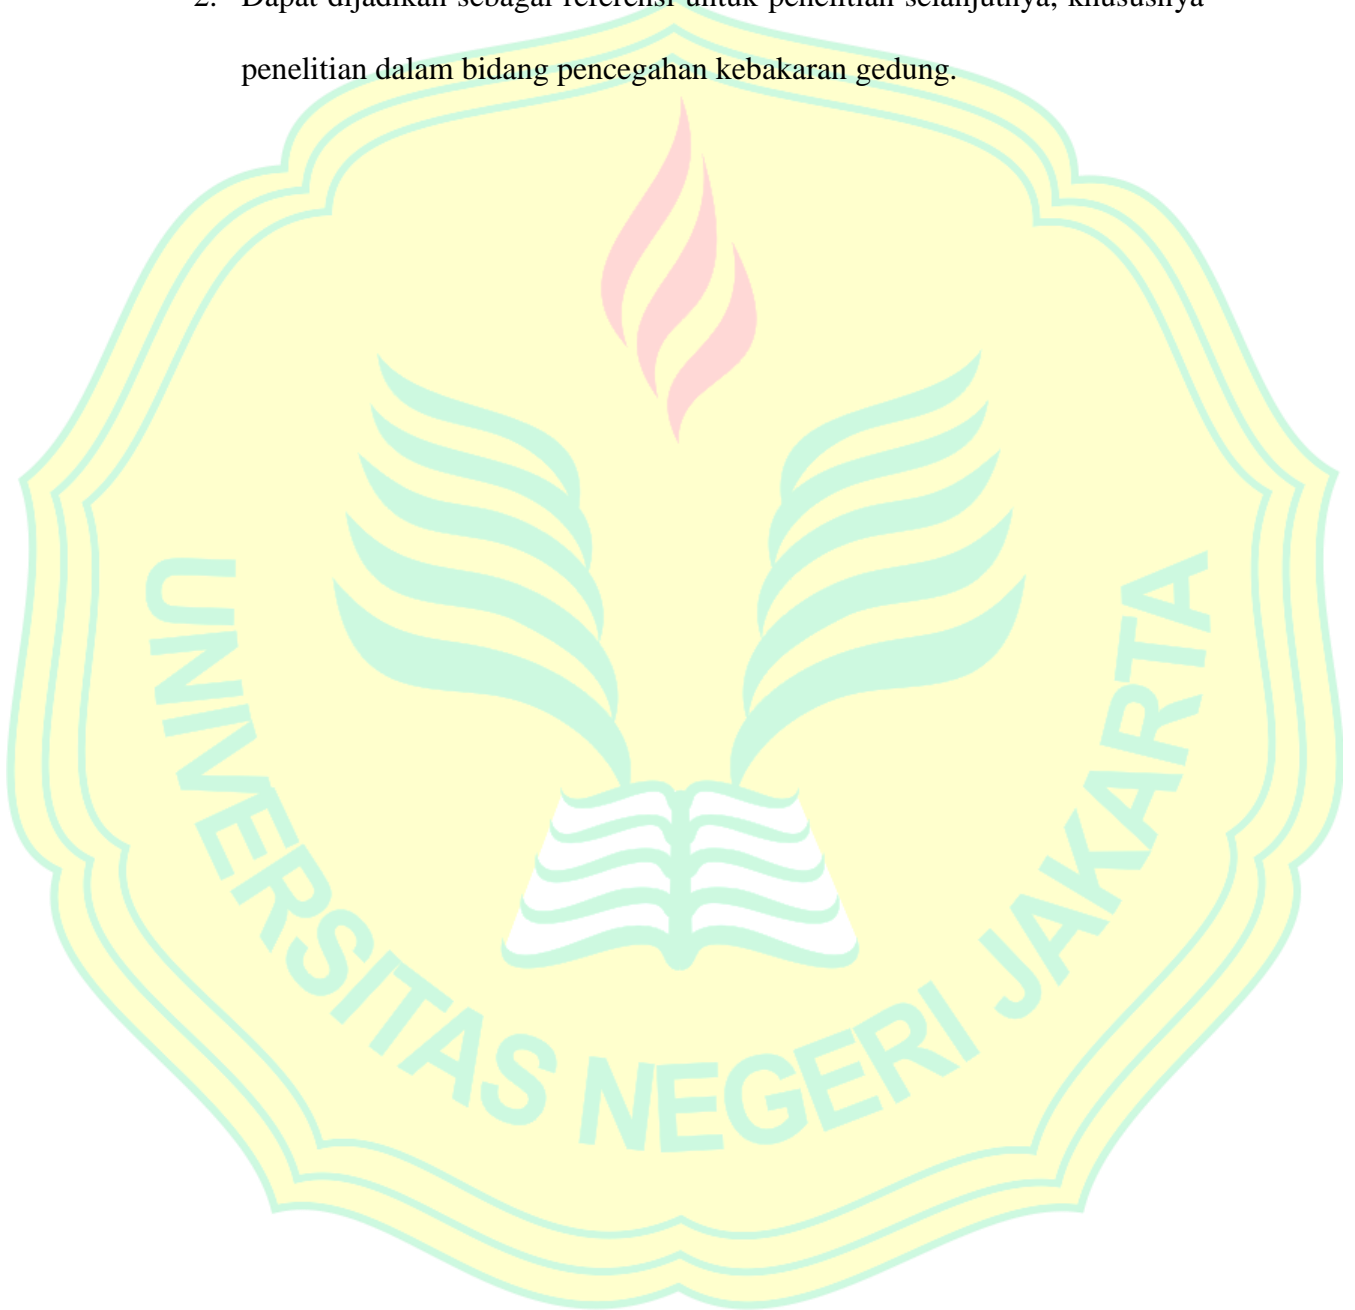 2. Dapat dijadikan sebagai referensi untuk penelitian selanjutnya, khususnya
penelitian dalam bidang pencegahan kebakaran gedung.
UNIVERSITAS NEGERI JAKARTA